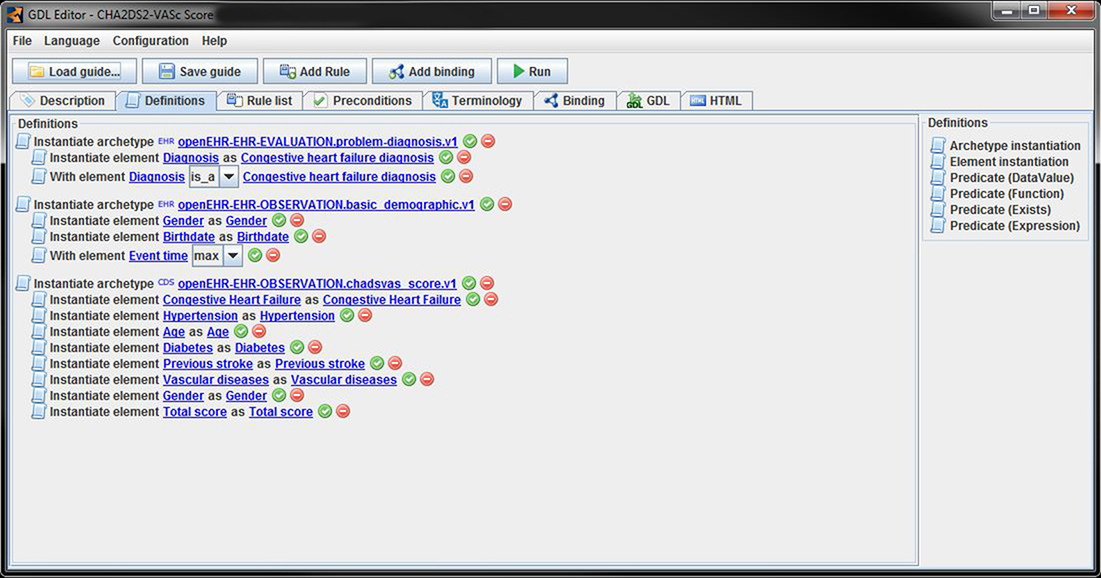 GDL Editor - CHA2DS2-VASc Score
File Language Configuration Help
Load guide... Save guide Add Rule Add binding Run
Description Definitions Rule list Preconditions Terminology Binding GDL HTML
Definitions
Instantiate archetype EHR openEHR-EHR-EVALUATION.problem-diagnosis.v1
Instantiate element Diagnosis as Congestive heart failure diagnosis
With element Diagnosis is_a Congestive heart failure diagnosis
Instantiate archetype EHR openEHR-EHR-OBSERVATION.basic_demographic.v1
Instantiate element Gender as Gender
Instantiate element Birthdate as Birthdate
With element Event time max
Instantiate archetype CDS openEHR-EHR-OBSERVATION.chadsvas_score.v1
Instantiate element Congestive Heart Failure as Congestive Heart Failure
Instantiate element Hypertension as Hypertension
Instantiate element Age as Age
Instantiate element Diabetes as Diabetes
Instantiate element Previous stroke as Previous stroke
Instantiate element Vascular diseases as Vascular diseases
Instantiate element Gender as Gender
Instantiate element Total score as Total score
Definitions
Archetype instantiation
Element instantiation
Predicate (DataValue)
Predicate (Function)
Predicate (Exists)
Predicate (Expression)